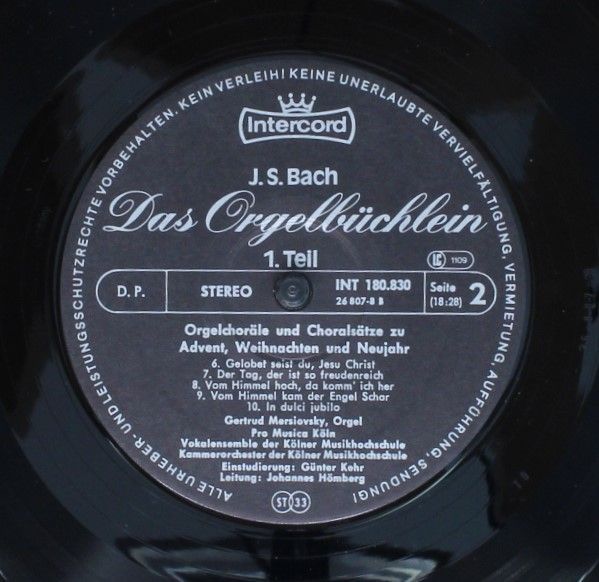 ALLE URHEBER- UND LEISTUNGSSCHUTZRECHTE VORBEHALTEN. KEIN VERLEIH! KEINE UNERLAUBTE VERVIELFÄLTIGUNG, VERMIETUNG, AUFFÜHRUNG, SENDUNG!
Intercord
J. S. Bach
Das Orgelbüchlein
1. Teil
LC 1109
D. P.
STEREO
INT 180.830
26 807-8 B
Seite
(18:28)
2
Orgelchoräle und Choralsätze zu
Advent, Weihnachten und Neujahr
6. Gelobet seist du, Jesu Christ
7. Der Tag, der ist so freudenreich
8. Vom Himmel hoch, da komm' ich her
9. Vom Himmel kam der Engel Schar
10. In dulci jubilo
Gertrud Mersiovsky, Orgel
Pro Musica Köln
Vokalensemble der Kölner Musikhochschule
Kammerorchester der Kölner Musikhochschule
Einstudierung: Günter Kehr
Leitung: Johannes Hömberg
ST 33